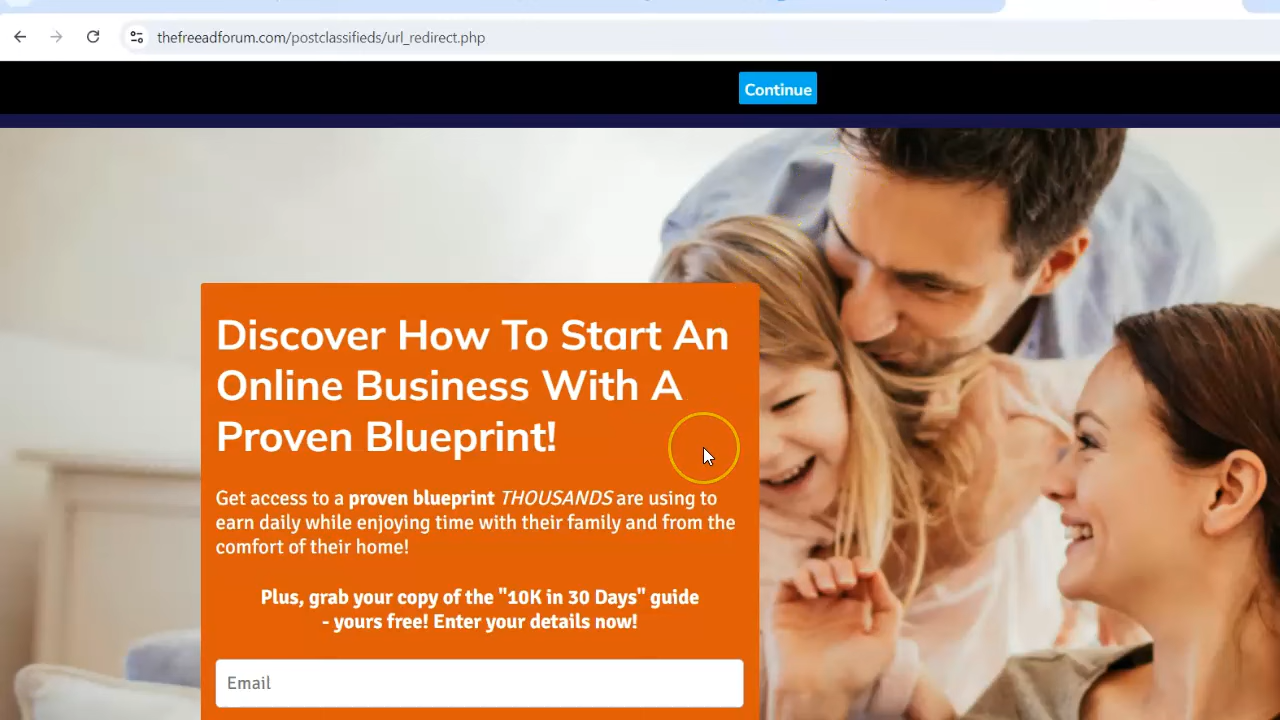 thefreeadforum.com/postclassifieds/url_redirect.php
Continue
Discover How To Start An
Online Business With A
Proven Blueprint!
Get access to a proven blueprint THOUSANDS are using to
earn daily while enjoying time with their family and from the
comfort of their home!
Plus, grab your copy of the "10K in 30 Days" guide
- yours free! Enter your details now!
Email